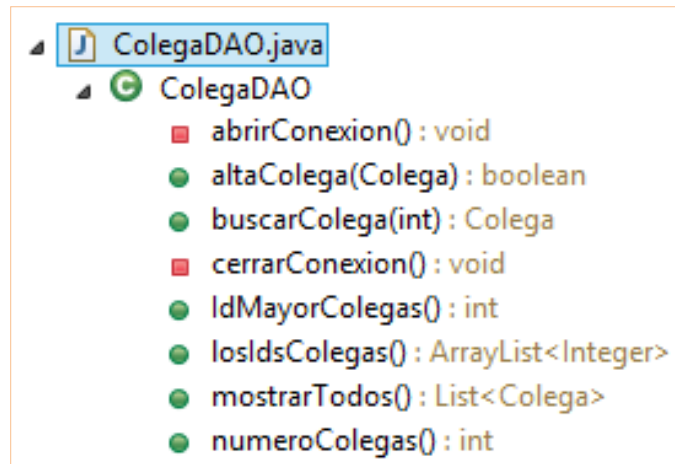 ColegaDAO.java
ColegaDAO
abrirConexion() : void
altaColega(Colega) : boolean
buscarColega(int) : Colega
cerrarConexion() : void
IdMayorColegas() : int
losIdsColegas() : ArrayList<Integer>
mostrarTodos() : List<Colega>
numeroColegas() : int